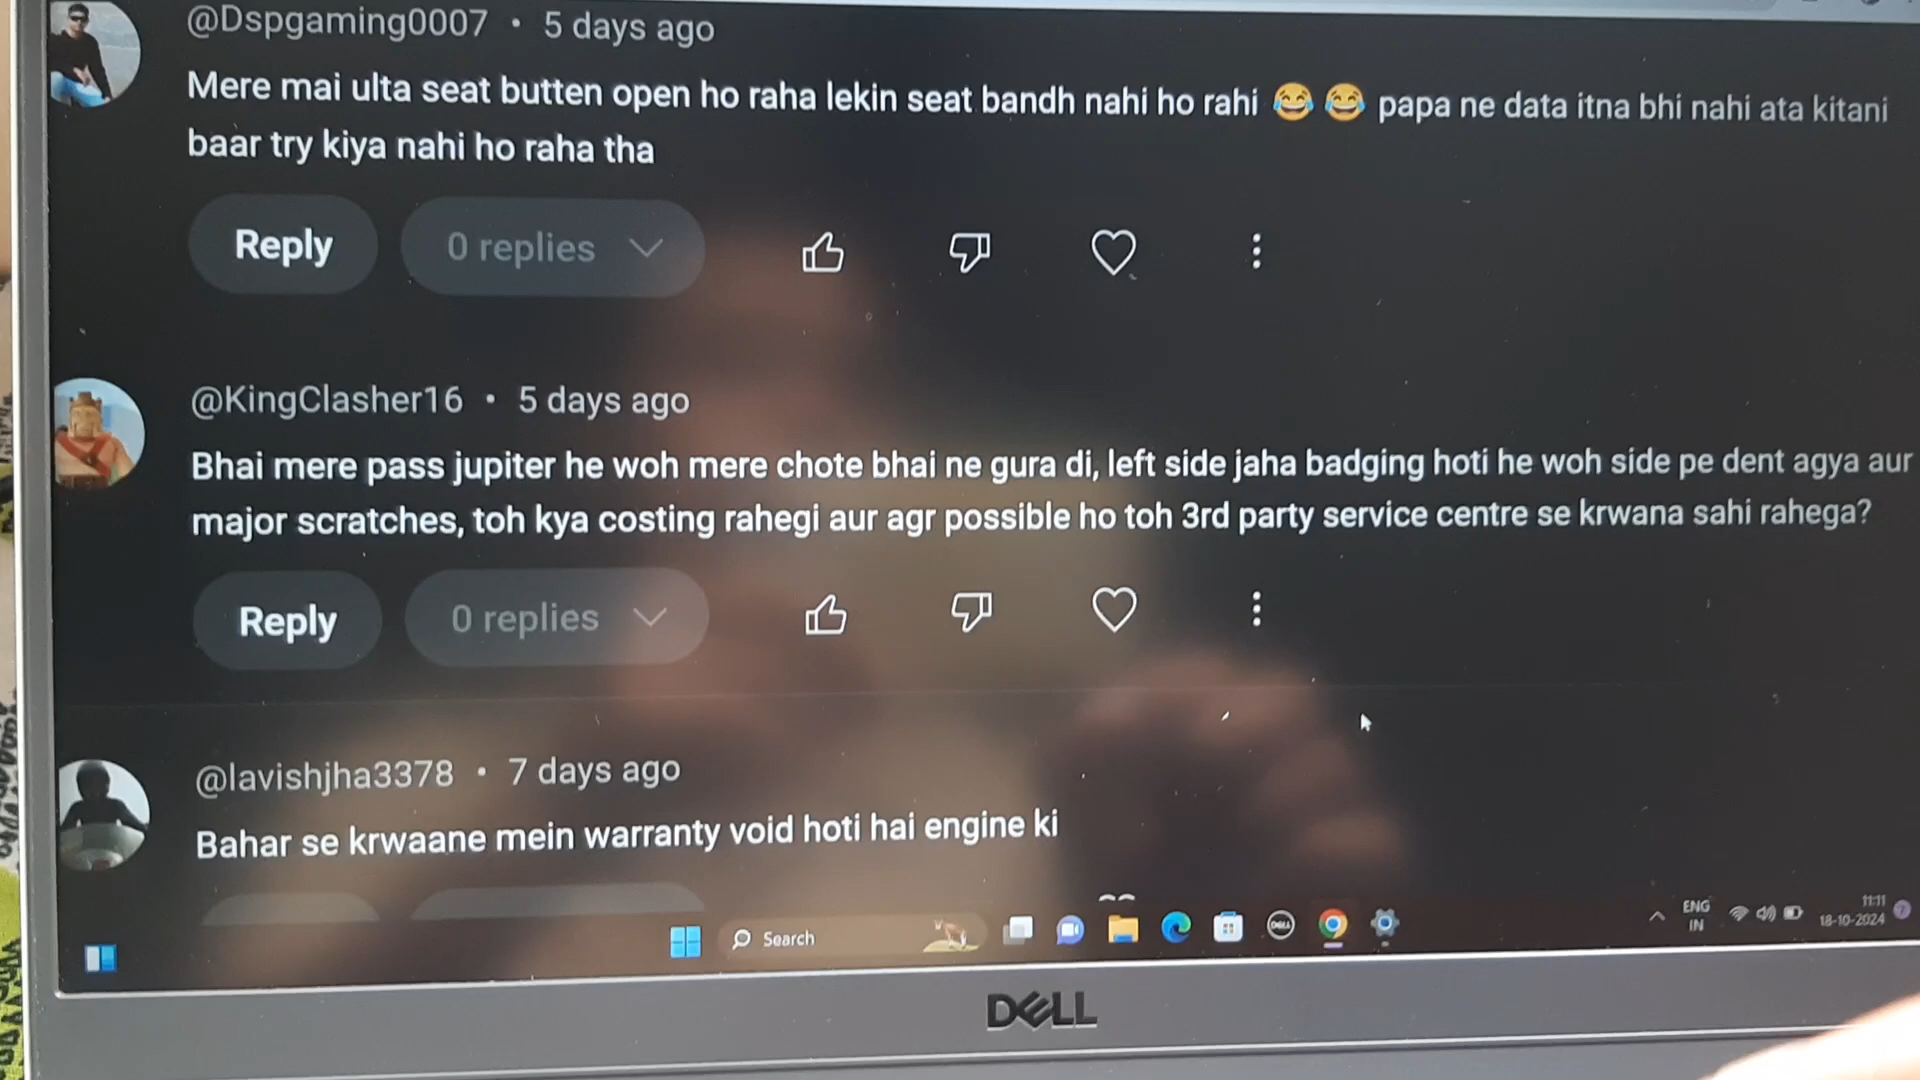 @Dspgaming0007 • 5 days ago
Mere mai ulta seat butten open ho raha lekin seat bandh nahi ho rahi 😂 😂 papa ne data itna bhi nahi ata kitani
baar try kiya nahi ho raha tha
Reply 0 replies
@KingClasher16 • 5 days ago
Bhai mere pass jupiter he woh mere chote bhai ne gura di, left side jaha badging hoti he woh side pe dent agya aur
major scratches, toh kya costing rahegi aur agr possible ho toh 3rd party service centre se krwana sahi rahega?
Reply 0 replies
@lavishjha3378 • 7 days ago
Bahar se krwaane mein warranty void hoti hai engine ki
Search
DELL
ENG
IN
11:11
18-10-2024
DELL